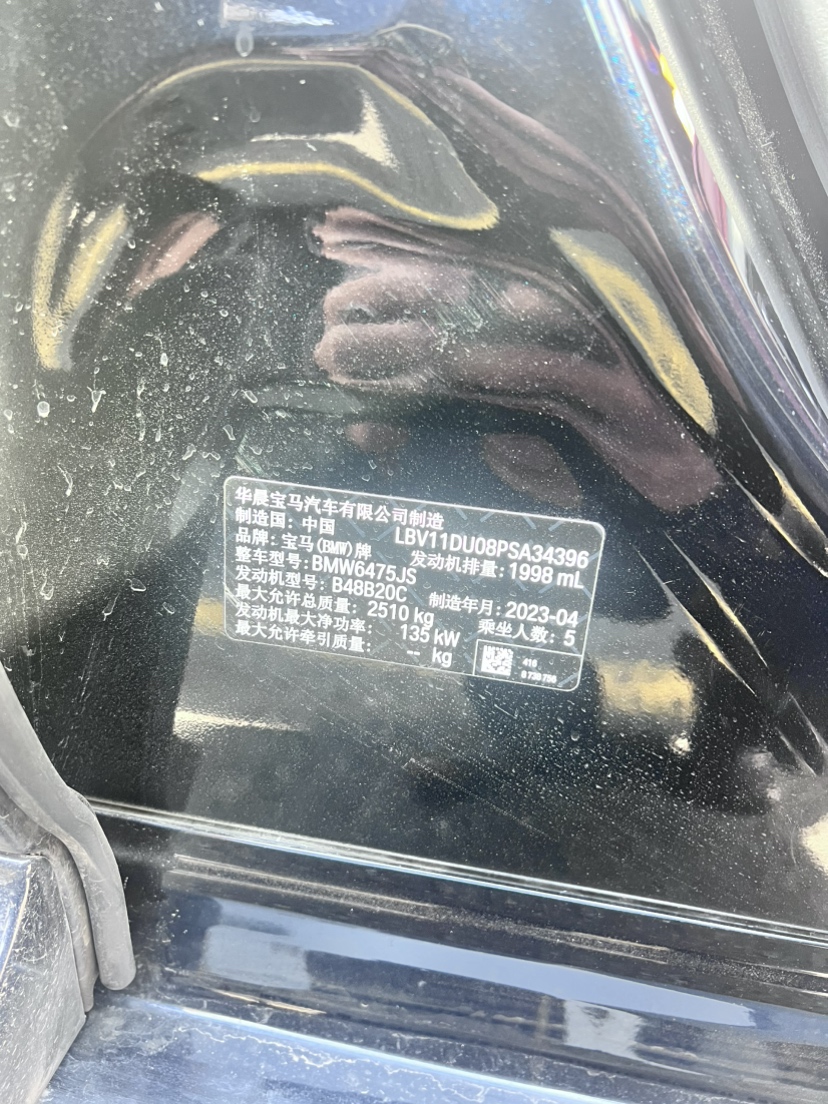 华晨宝马汽车有限公司制造
制造国：中国 LBV11DU08PSA34396
品牌：宝马(BMW)牌 发动机排量：1998 mL
整车型号：BMW6475JS
发动机型号：B48B20C 制造年月：2023-04
最大允许总质量：2510 kg 乘坐人数：5
发动机最大净功率：135 kW
最大允许牵引质量：-- kg
416